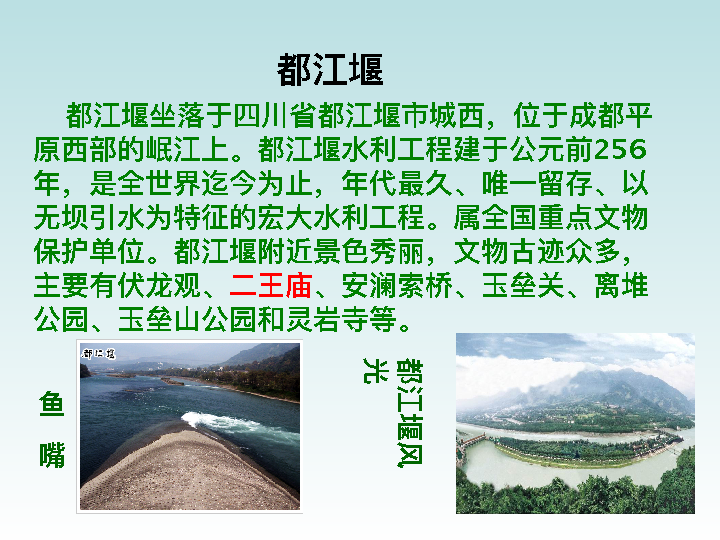 都江堰
都江堰坐落于四川省都江堰市城西，位于成都平
原西部的岷江上。都江堰水利工程建于公元前256
年，是全世界迄今为止，年代最久、唯一留存、以
无坝引水为特征的宏大水利工程。属全国重点文物
保护单位。都江堰附近景色秀丽，文物古迹众多，
主要有伏龙观、二王庙、安澜索桥、玉垒关、离堆
公园、玉垒山公园和灵岩寺等。
都江堰
鱼
嘴
都江堰风
光